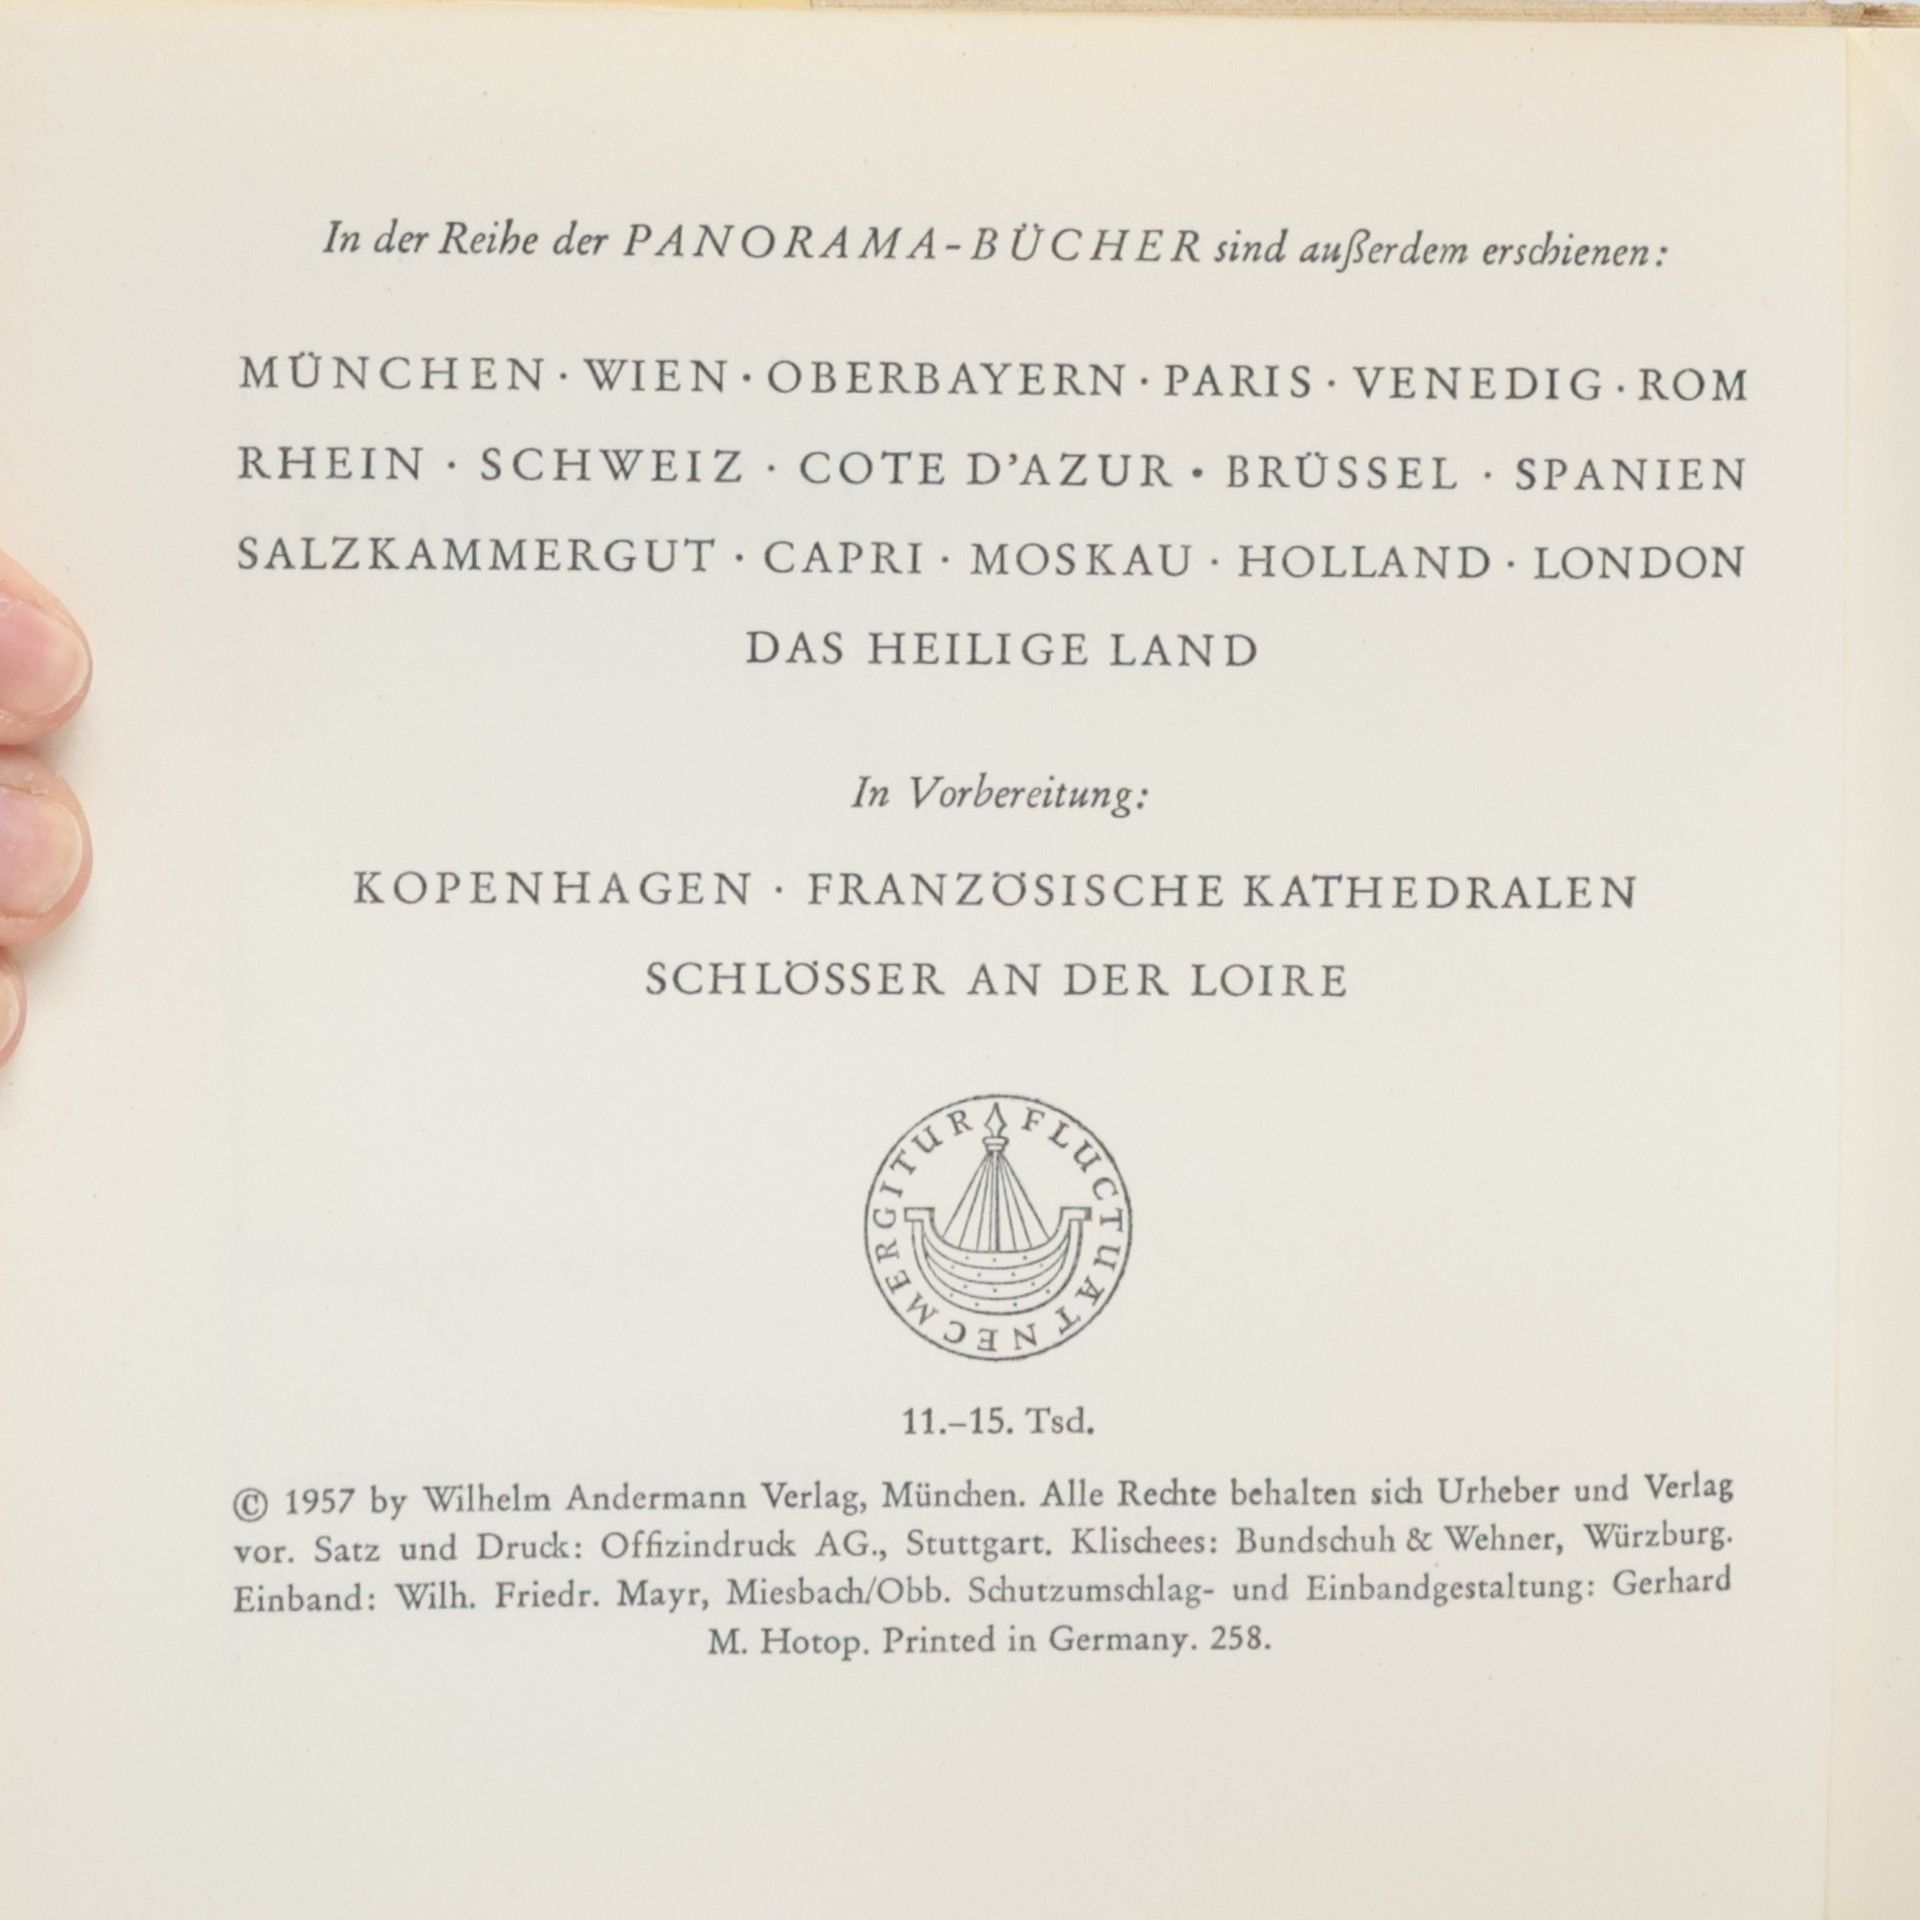 In der Reihe der PANORAMA-BÜCHER sind außerdem erschienen:
MÜNCHEN · WIEN · OBERBAYERN · PARIS · VENEDIG · ROM
RHEIN · SCHWEIZ · COTE D’AZUR · BRÜSSEL · SPANIEN
SALZKAMMERGUT · CAPRI · MOSKAU · HOLLAND · LONDON
DAS HEILIGE LAND
In Vorbereitung:
KOPENHAGEN · FRANZÖSISCHE KATHEDRALEN
SCHLÖSSER AN DER LOIRE
FLUCTUAT NEC MERGITUR
11.–15. Tsd.
© 1957 by Wilhelm Andermann Verlag, München. Alle Rechte behalten sich Urheber und Verlag
vor. Satz und Druck: Offizindruck AG., Stuttgart. Klischees: Bundschuh & Wehner, Würzburg.
Einband: Wilh. Friedr. Mayr, Miesbach/Obb. Schutzumschlag- und Einbandgestaltung: Gerhard
M. Hotop. Printed in Germany. 258.